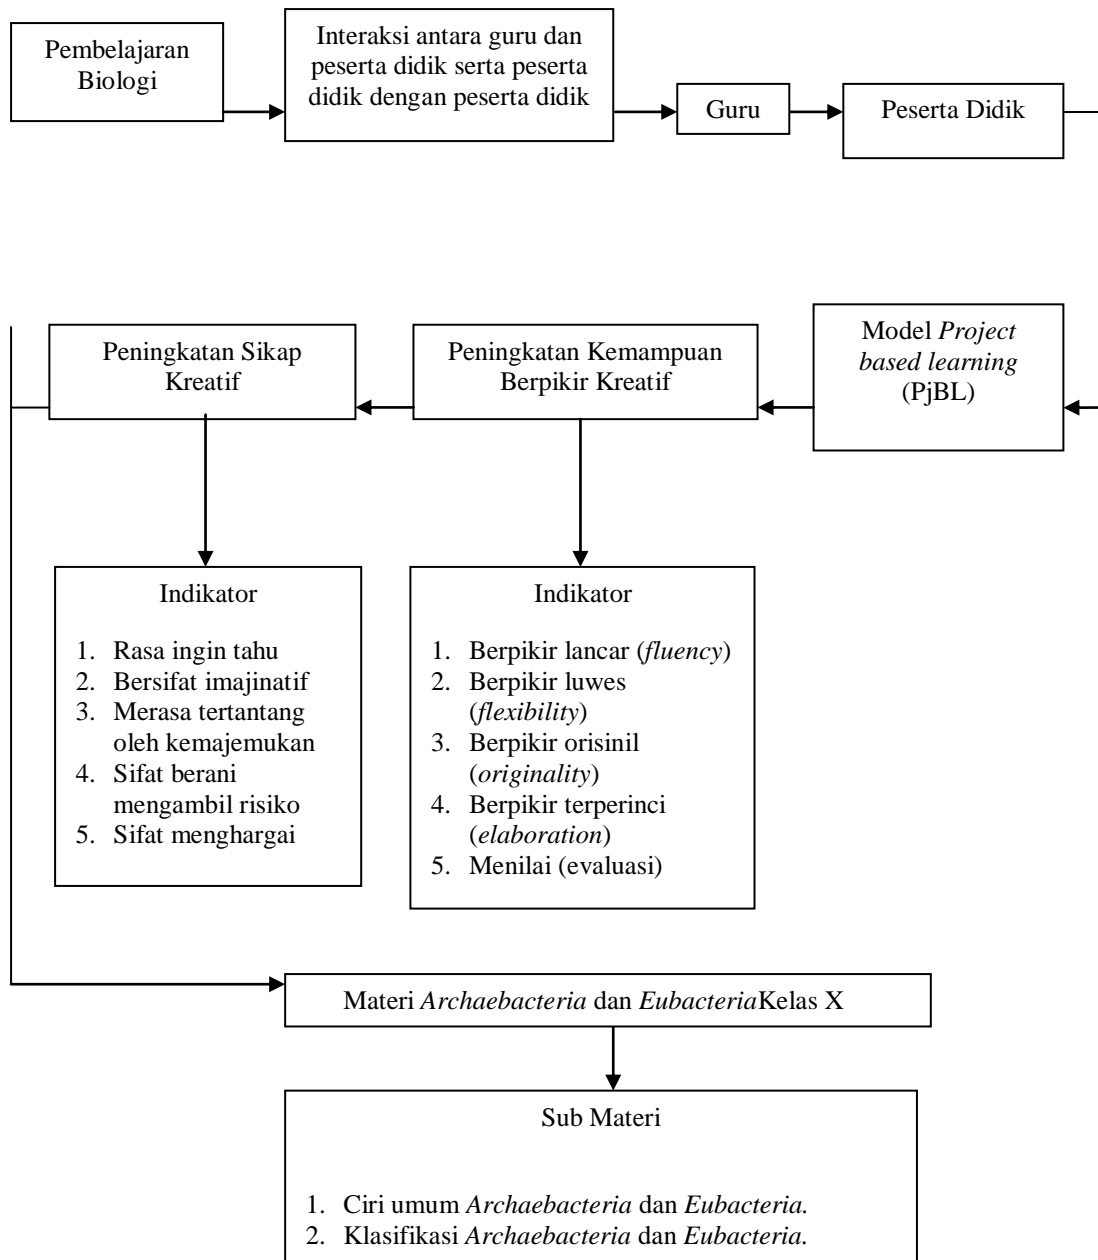 Pembelajaran
Biologi
Interaksi antara guru dan
peserta didik serta peserta
didik dengan peserta didik
Guru
Peserta Didik
Model Project
based learning
(PjBL)
Peningkatan Kemampuan
Berpikir Kreatif
Peningkatan Sikap
Kreatif
Indikator
1. Rasa ingin tahu
2. Bersifat imajinatif
3. Merasa tertantang
oleh kemajemukan
4. Sifat berani
mengambil risiko
5. Sifat menghargai
Indikator
1. Berpikir lancar (fluency)
2. Berpikir luwes
(flexibility)
3. Berpikir orisinil
(originality)
4. Berpikir terperinci
(elaboration)
5. Menilai (evaluasi)
Materi Archaebacteria dan EubacteriaKelas X
Sub Materi
1. Ciri umum Archaebacteria dan Eubacteria.
2. Klasifikasi Archaebacteria dan Eubacteria.